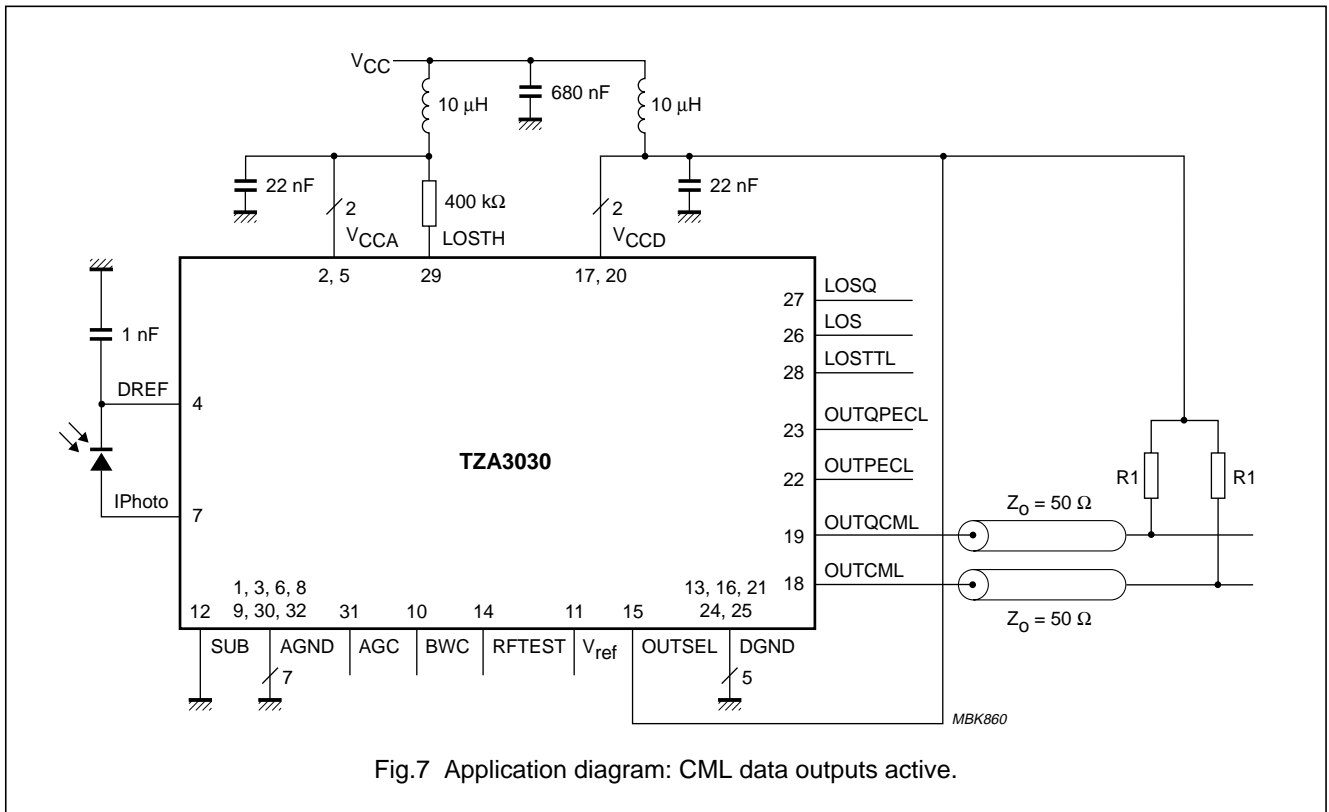 VCC
10 μH
680 nF
10 μH
22 nF
2
400 kΩ
2
22 nF
VCCA
LOSTH
VCCD
2, 5
29
17, 20
27
LOSQ
26
LOS
28
LOSTTL
1 nF
DREF
4
23
OUTQPECL
TZA3030
22
OUTPECL
R1
R1
IPhoto
7
Zo = 50 Ω
19
OUTQCML
18
OUTCML
Zo = 50 Ω
12
1, 3, 6, 8
9, 30, 32
31
10
14
11
15
13, 16, 21
24, 25
SUB
AGND
AGC
BWC
RFTEST
Vref
OUTSEL
DGND
7
5
MBK860
Fig.7 Application diagram: CML data outputs active.